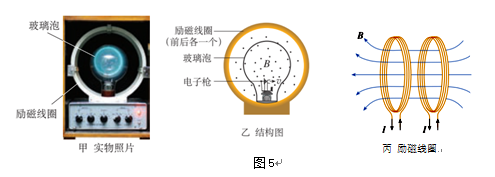 玻璃泡
励磁线圈
甲 实物照片
励磁线圈
(前后各一个)
玻璃泡
B
电子枪
乙 结构图
B
I
I
丙 励磁线圈
图5